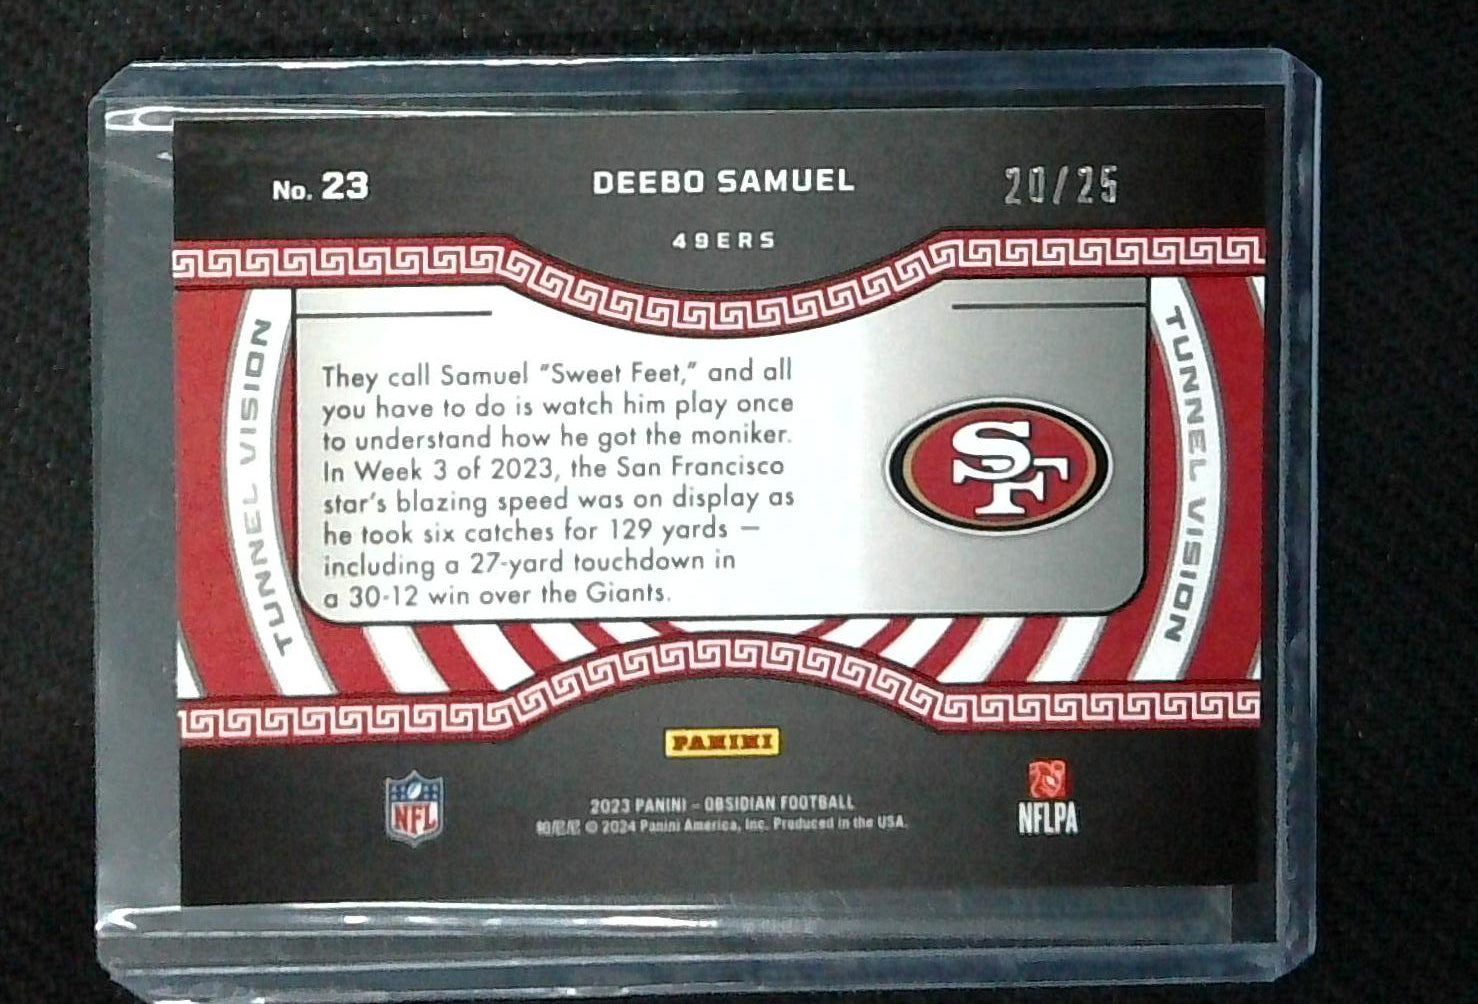 No. 23
DEEBO SAMUEL
20/25
49ERS
TUNNEL VISION
They call Samuel "Sweet Feet," and all
you have to do is watch him play once
to understand how he got the moniker.
In Week 3 of 2023, the San Francisco
star's blazing speed was on display as
he took six catches for 129 yards —
including a 27-yard touchdown in
a 30-12 win over the Giants.
SF
TUNNEL VISION
PANINI
NFL
2023 PANINI – OBSIDIAN FOOTBALL
帕尼尼 © 2024 Panini America, Inc. Produced in the USA.
NFLPA